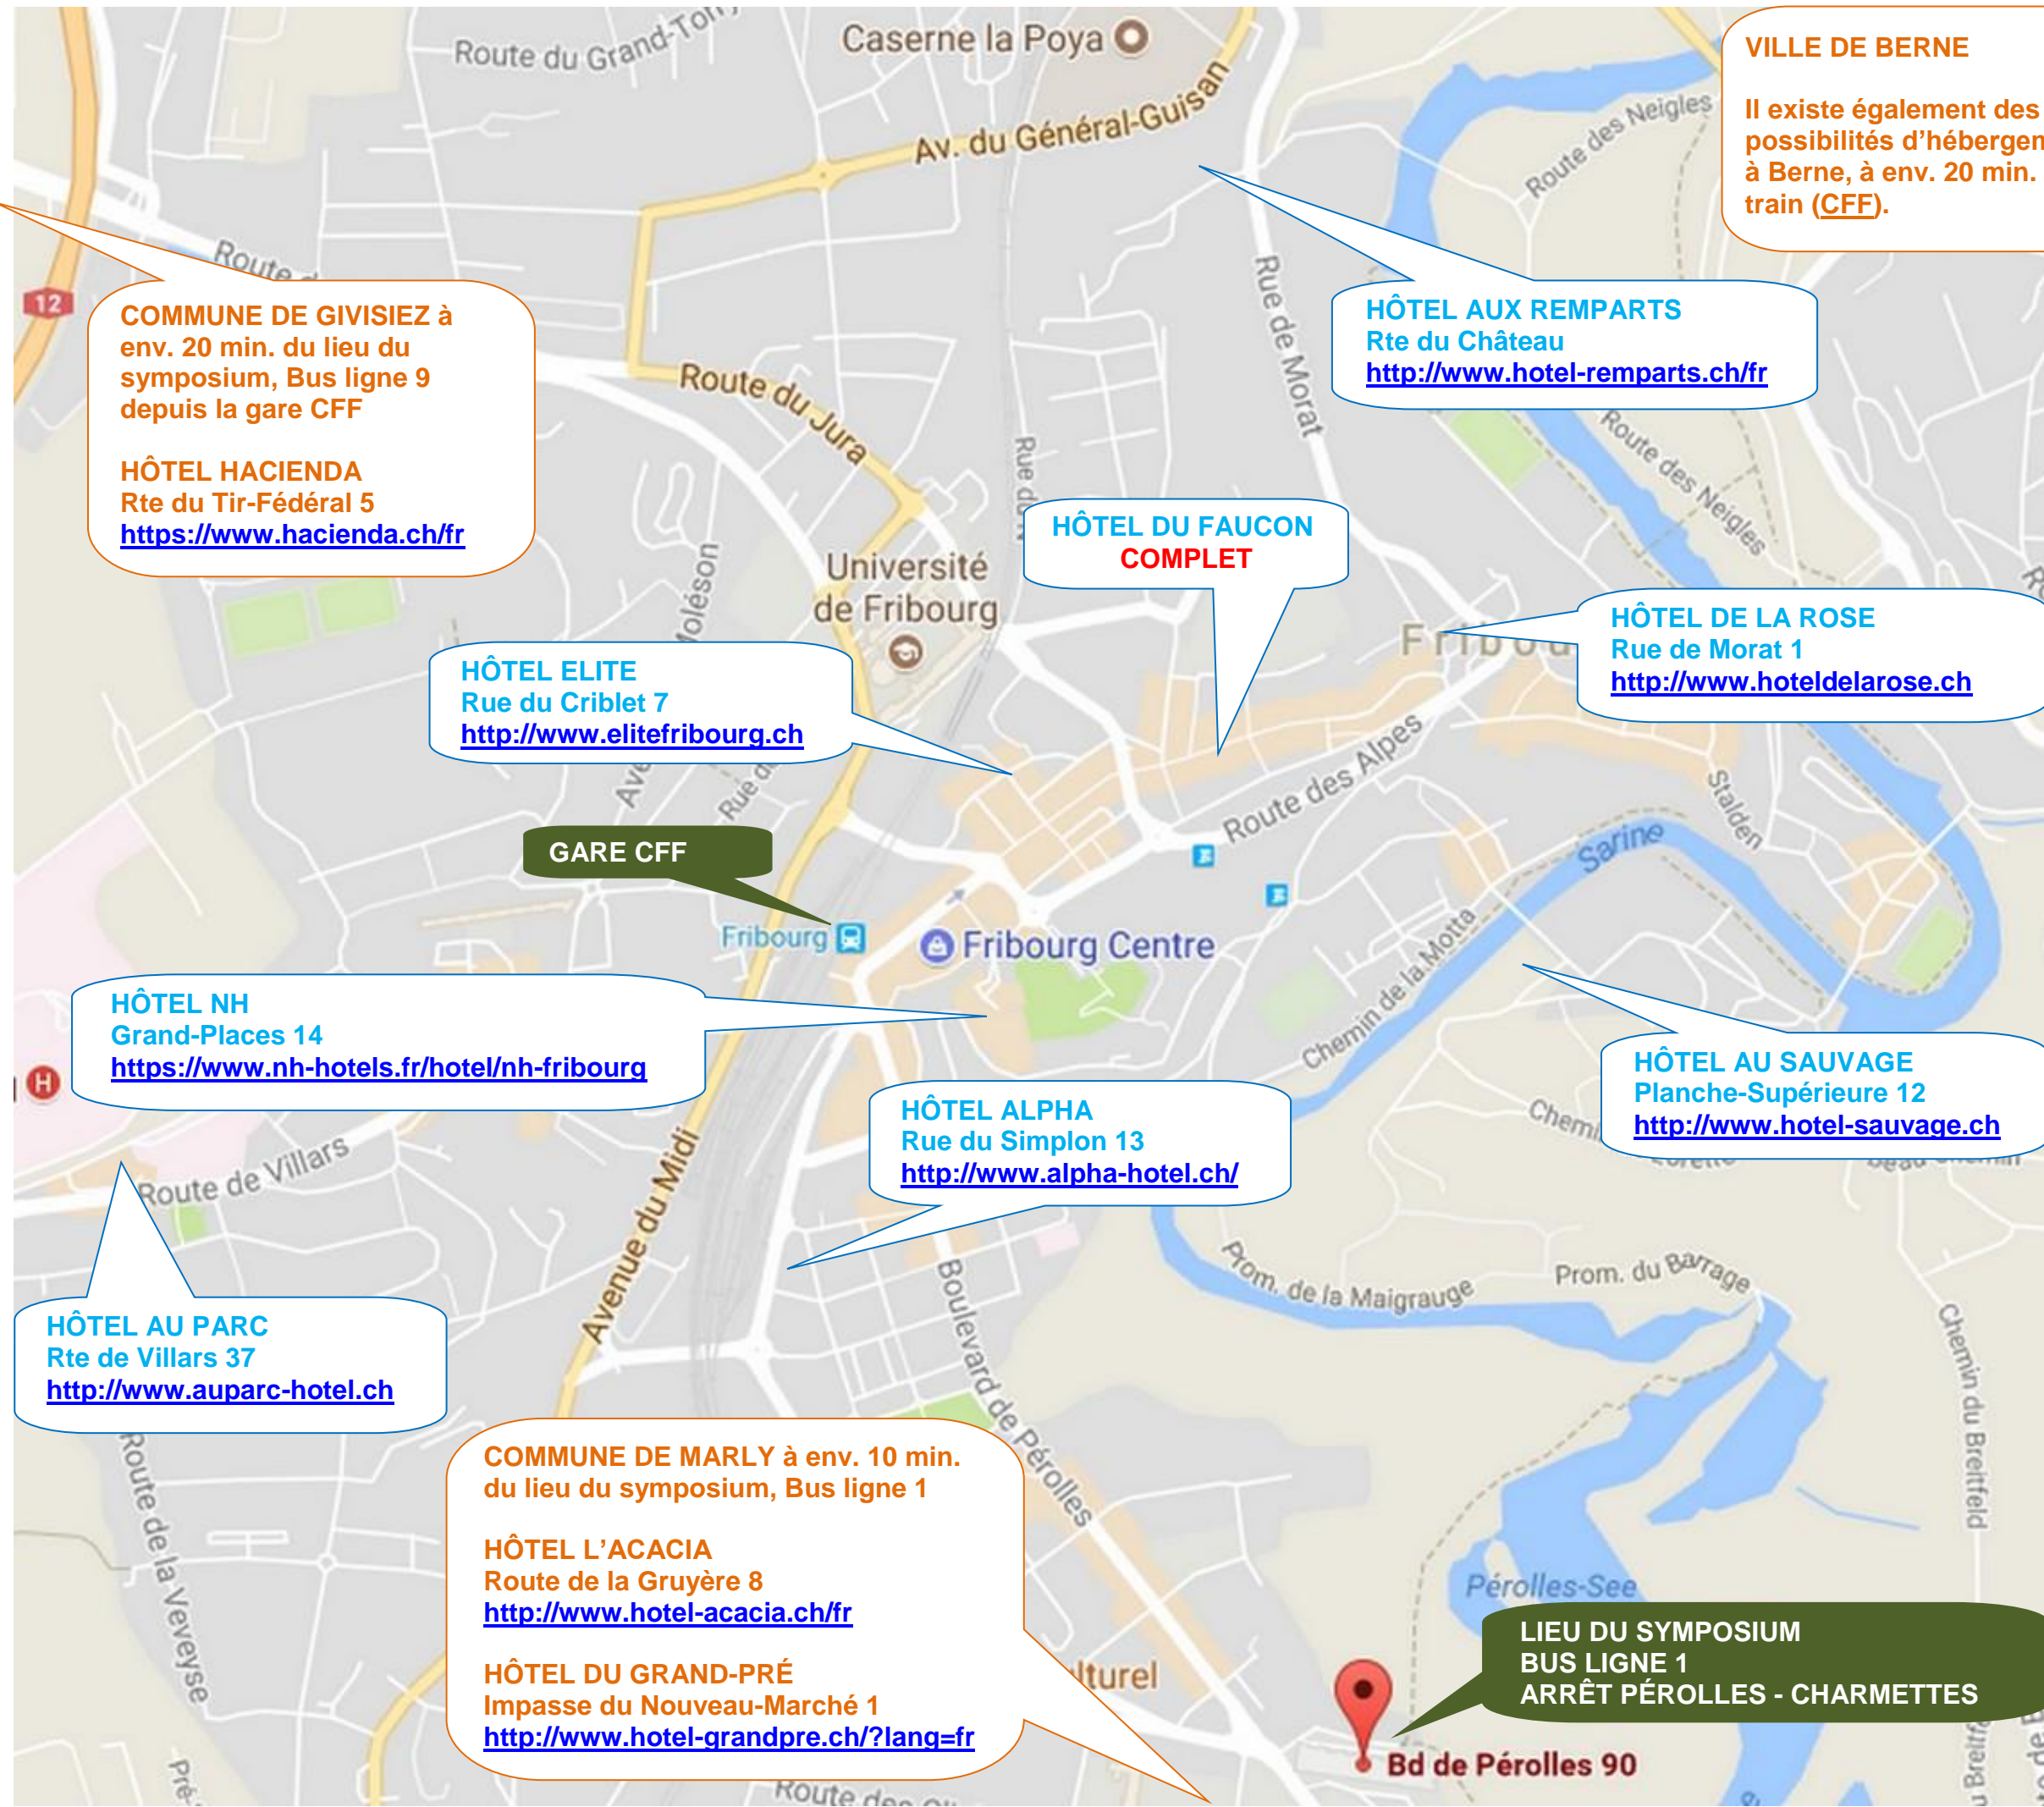 Route du Grand-Torry
Caserne la Poya
Av. du Général-Guisan
Route des Neigles
VILLE DE BERNE
Il existe également des
possibilités
à Berne, à env. 20 min.
train (CFF).
12
Route
COMMUNE DE GIVISIEZ à
env. 20 min. du lieu du
symposium, Bus ligne 9
depuis la gare CFF
HÔTEL HACIENDA
Rte du Tir-Fédéral 5
https://www.hacienda.ch/fr
Rue de Morat
HÔTEL AUX REMPARTS
Rte du Château
http://www.hotel-remparts.ch/fr
Route du Jura
Rue du
Route des Neigles
HÔTEL DU FAUCON
COMPLET
Université
de Fribourg
HÔTEL DE LA ROSE
Rue de Morat 1
http://www.hoteldelarose.ch
HÔTEL ELITE
Rue du Criblet 7
http://www.elitefribourg.ch
Route des Alpes
Stalden
Sarine
GARE CFF
Fribourg
Fribourg Centre
Chemin de la Motta
HÔTEL NH
Grand-Places 14
https://www.nh-hotels.fr/hotel/nh-fribourg
H
HÔTEL AU SAUVAGE
Planche-Supérieure 12
http://www.hotel-sauvage.ch
HÔTEL ALPHA
Rue du Simplon 13
http://www.alpha-hotel.ch/
Route de Villars
Avenue du Midi
Boulevard de Pérolles
Prom. de la Maigrauge
Prom. du Barrage
Chemin du Breitfeld
HÔTEL AU PARC
Rte de Villars 37
http://www.auparc-hotel.ch
Route de la Veveyse
COMMUNE DE MARLY à env. 10 min.
du lieu du symposium, Bus ligne 1
HÔTEL L’ACACIA
Route de la Gruyère 8
http://www.hotel-acacia.ch/fr
HÔTEL DU GRAND-PRÉ
Impasse du Nouveau-Marché 1
http://www.hotel-grandpre.ch/?lang=fr
Pérolles-See
LIEU DU SYMPOSIUM
BUS LIGNE 1
ARRÊT PÉROLLES - CHARMETTES
Bd de Pérolles 90